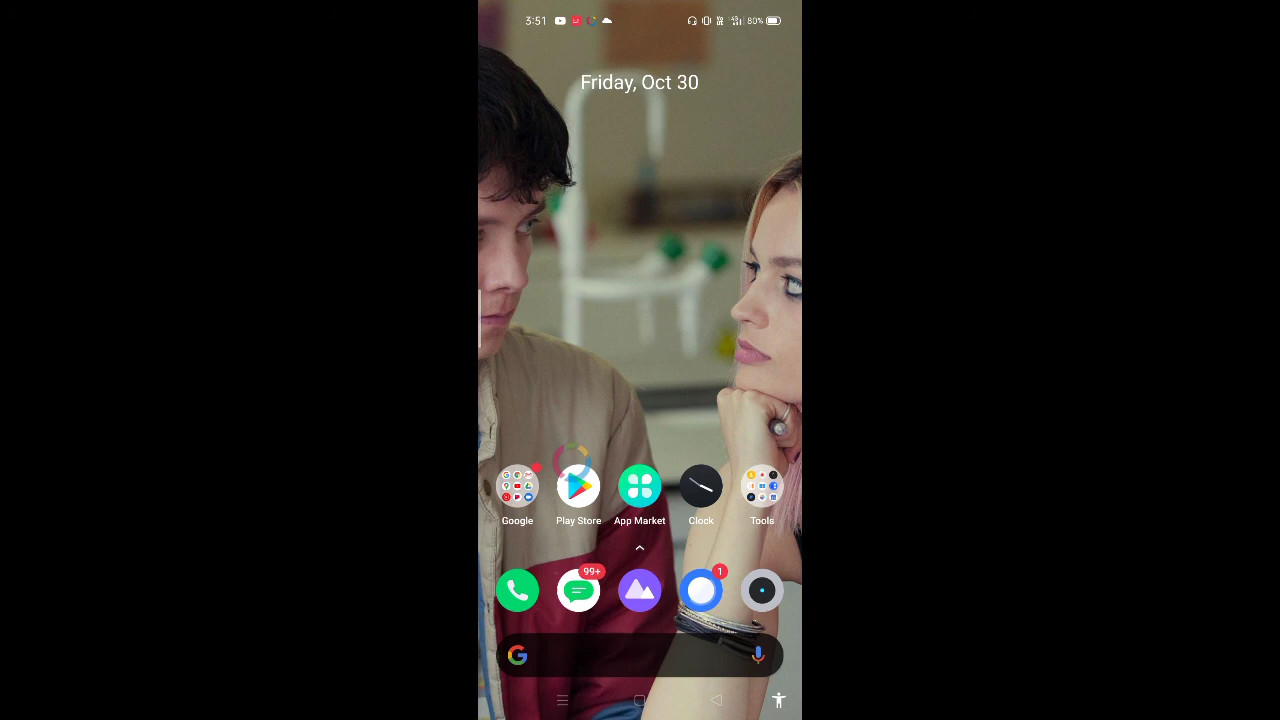 3:51
80%
Friday, Oct 30
Google
Play Store
App Market
Clock
Tools
99+
1